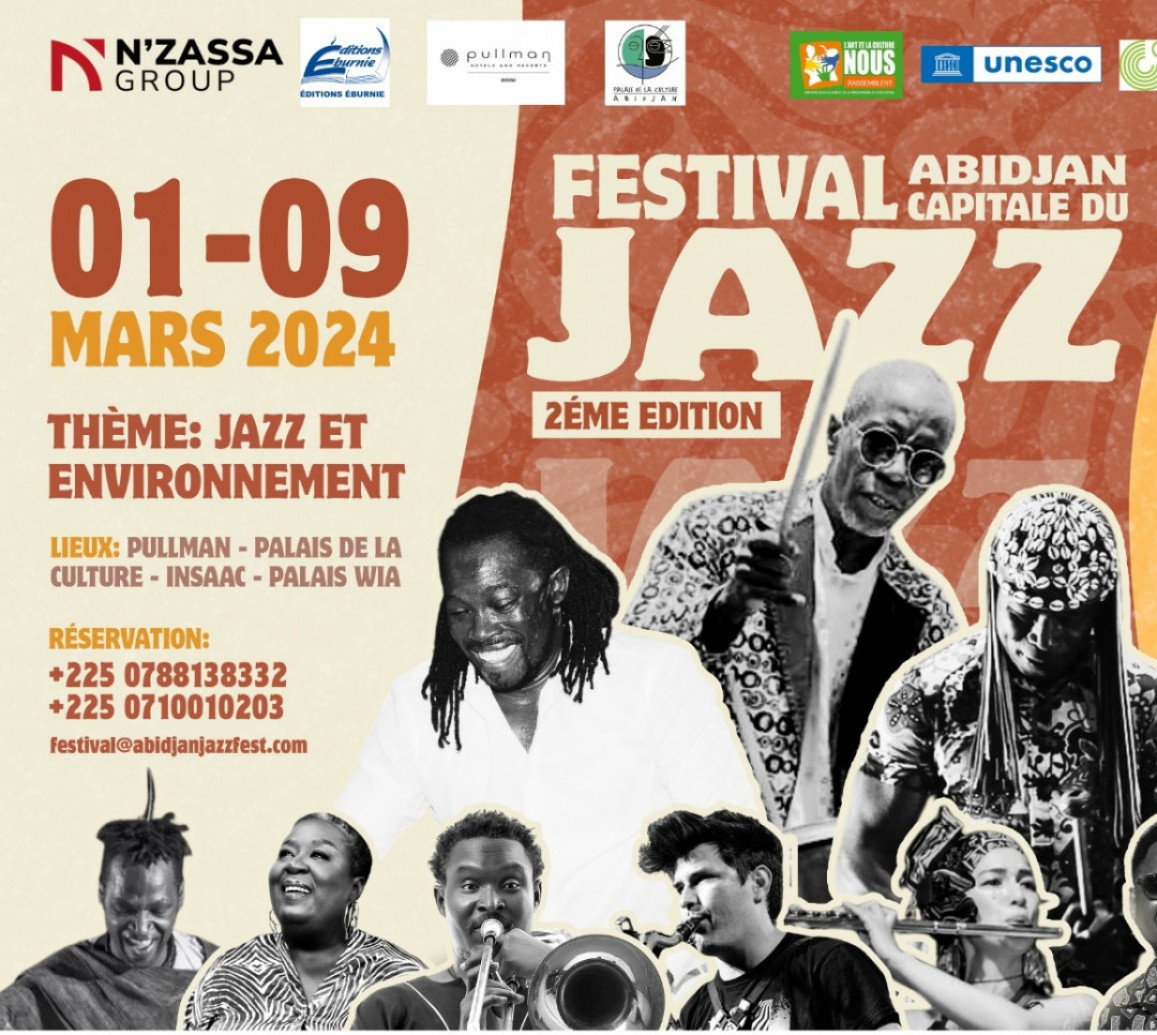 N'ZASSA
GROUP
Éditions
Éburnie
ÉDITIONS ÉBURNIE
pullman
HOTELS AND RESORTS
PALAIS DE LA CULTURE
ABIDJAN
L'ART ET LA CULTURE
NOUS
RASSEMBLENT
unesco
01-09
MARS 2024
THÈME: JAZZ ET
ENVIRONNEMENT
LIEUX: PULLMAN - PALAIS DE LA
CULTURE - INSAAC - PALAIS WIA
RÉSERVATION:
+225 0788138332
+225 0710010203
festival@abidjanjazzfest.com
FESTIVAL ABIDJAN
CAPITALE DU
JAZZ
2ÉME EDITION